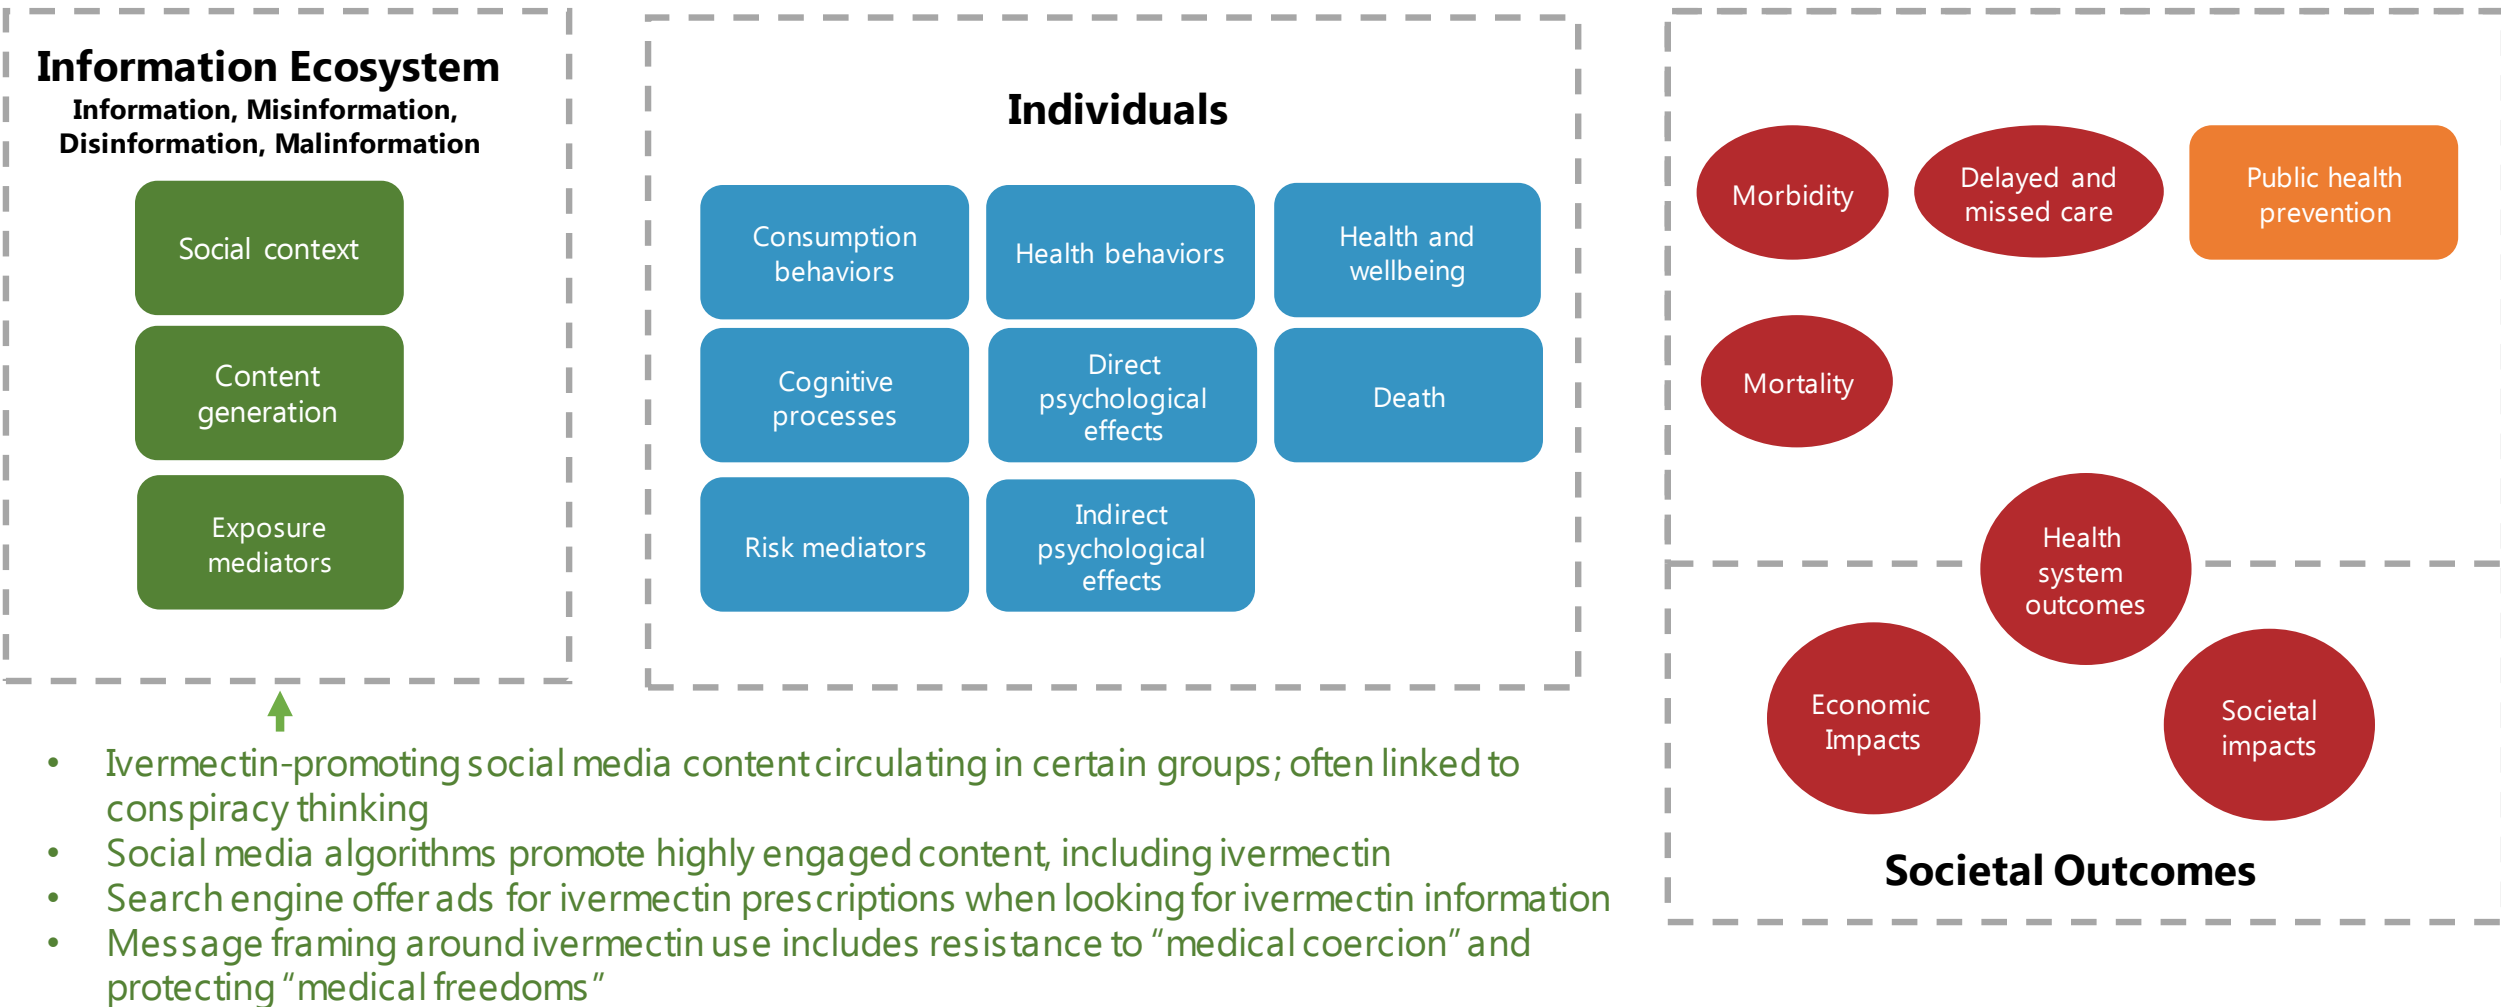 Information Ecosystem
Information, Misinformation,
Disinformation, Malinformation
Social context
Content
generation
Exposure
mediators
Individuals
Consumption
behaviors
Health behaviors
Health and
wellbeing
Cognitive
processes
Direct
psychological
effects
Death
Risk mediators
Indirect
psychological
effects
Morbidity
Delayed and
missed care
Public health
prevention
Mortality
Health
system
outcomes
Economic
Impacts
Societal
impacts
Societal Outcomes
• Ivermectin-promoting social media content circulating in certain groups; often linked to
conspiracy thinking
• Social media algorithms promote highly engaged content, including ivermectin
• Search engine offer ads for ivermectin prescriptions when looking for ivermectin information
• Message framing around ivermectin use includes resistance to “medical coercion” and
protecting “medical freedoms”